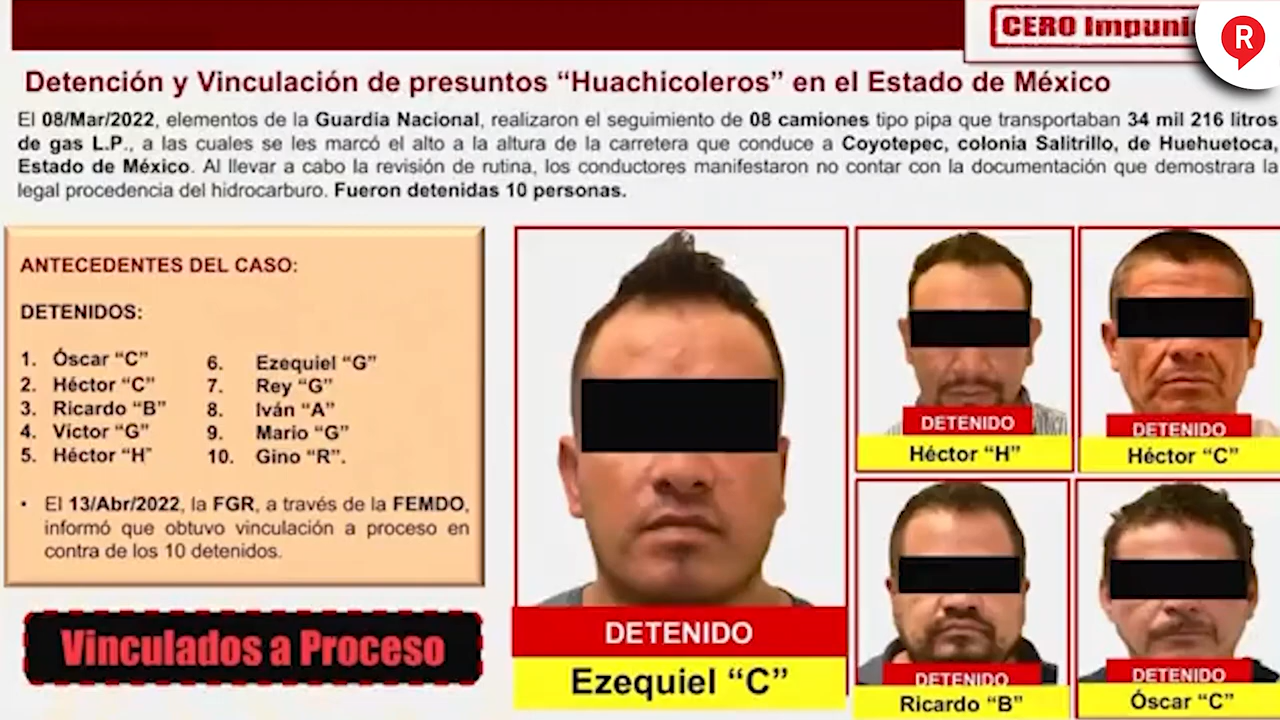 CERO Impuni
R
Detención y Vinculación de presuntos “Huachicoleros” en el Estado de México
El 08/Mar/2022, elementos de la Guardia Nacional, realizaron el seguimiento de 08 camiones tipo pipa que transportaban 34 mil 216 litros
de gas L.P., a las cuales se les marcó el alto a la altura de la carretera que conduce a Coyotepec, colonia Salitrillo, de Huehuetoca,
Estado de México. Al llevar a cabo la revisión de rutina, los conductores manifestaron no contar con la documentación que demostrara la
legal procedencia del hidrocarburo. Fueron detenidas 10 personas.
ANTECEDENTES DEL CASO:
DETENIDOS:
1. Óscar “C”
2. Héctor “C”
3. Ricardo “B”
4. Víctor “G”
5. Héctor “H”
6. Ezequiel “G”
7. Rey “G”
8. Iván “A”
9. Mario “G”
10. Gino “R”.
• El 13/Abr/2022, la FGR, a través de la FEMDO,
informó que obtuvo vinculación a proceso en
contra de los 10 detenidos.
Vinculados a Proceso
DETENIDO
Ezequiel “C”
DETENIDO
Héctor “H”
DETENIDO
Héctor “C”
DETENIDO
Ricardo “B”
DETENIDO
Óscar “C”